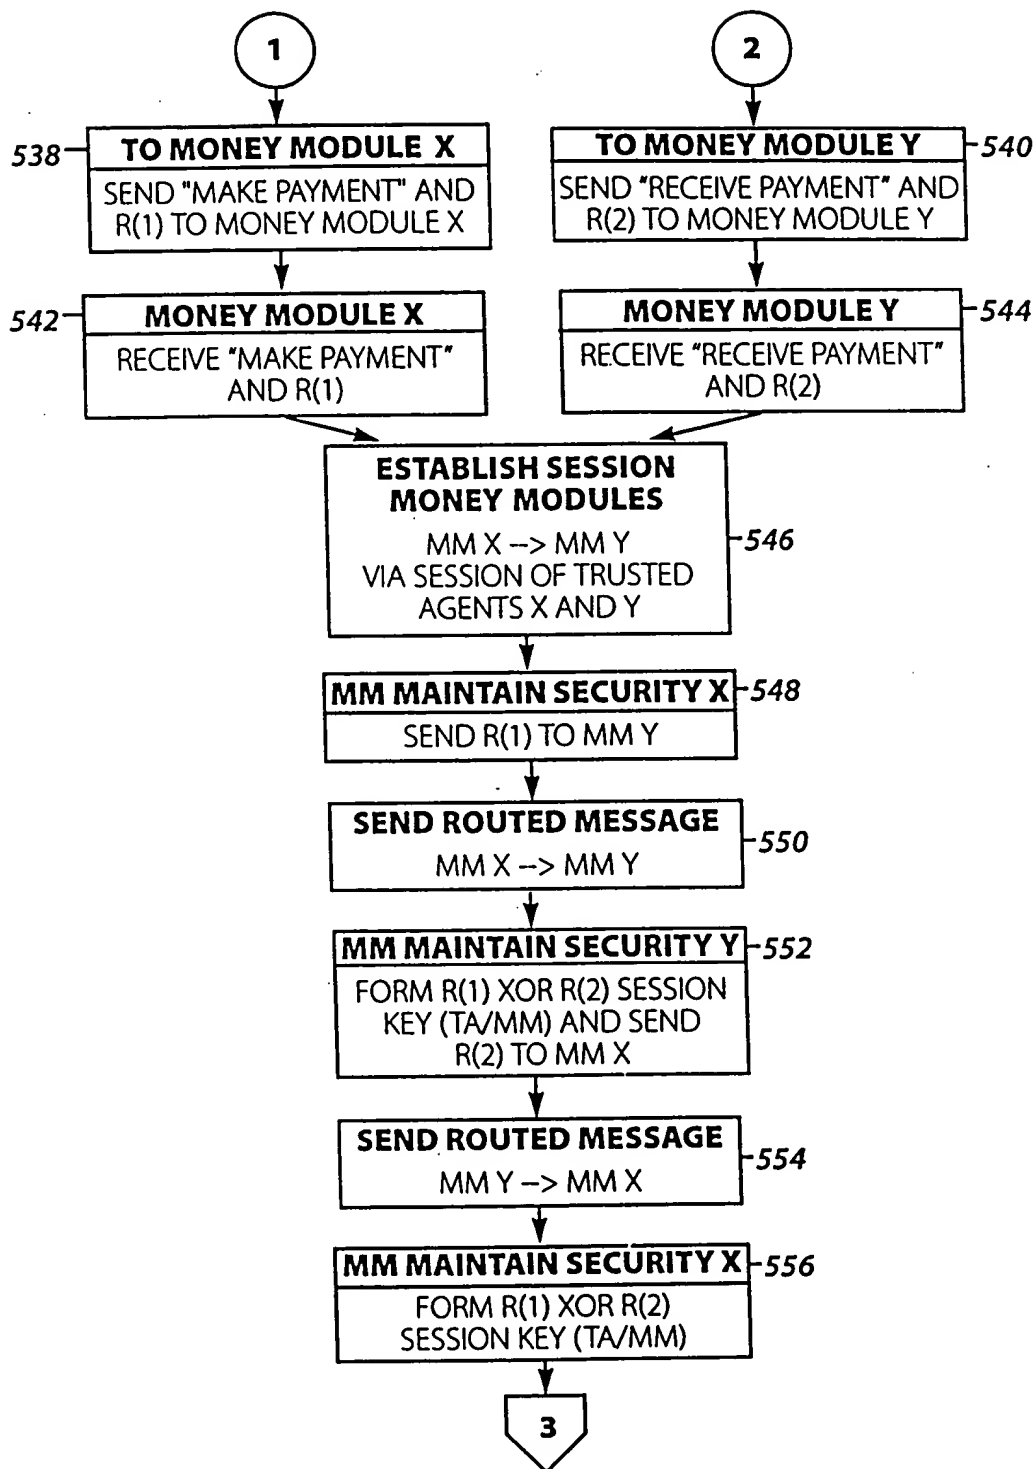 1
2
538
TO MONEY MODULE X
SEND "MAKE PAYMENT" AND
R(1) TO MONEY MODULE X
TO MONEY MODULE Y
540
SEND "RECEIVE PAYMENT" AND
R(2) TO MONEY MODULE Y
542
MONEY MODULE X
RECEIVE "MAKE PAYMENT"
AND R(1)
MONEY MODULE Y
544
RECEIVE "RECEIVE PAYMENT"
AND R(2)
ESTABLISH SESSION
MONEY MODULES
MM X --> MM Y
VIA SESSION OF TRUSTED
AGENTS X AND Y
546
MM MAINTAIN SECURITY X
548
SEND R(1) TO MM Y
SEND ROUTED MESSAGE
550
MM X --> MM Y
MM MAINTAIN SECURITY Y
552
FORM R(1) XOR R(2) SESSION
KEY (TA/MM) AND SEND
R(2) TO MM X
SEND ROUTED MESSAGE
554
MM Y --> MM X
MM MAINTAIN SECURITY X
556
FORM R(1) XOR R(2)
SESSION KEY (TA/MM)
3